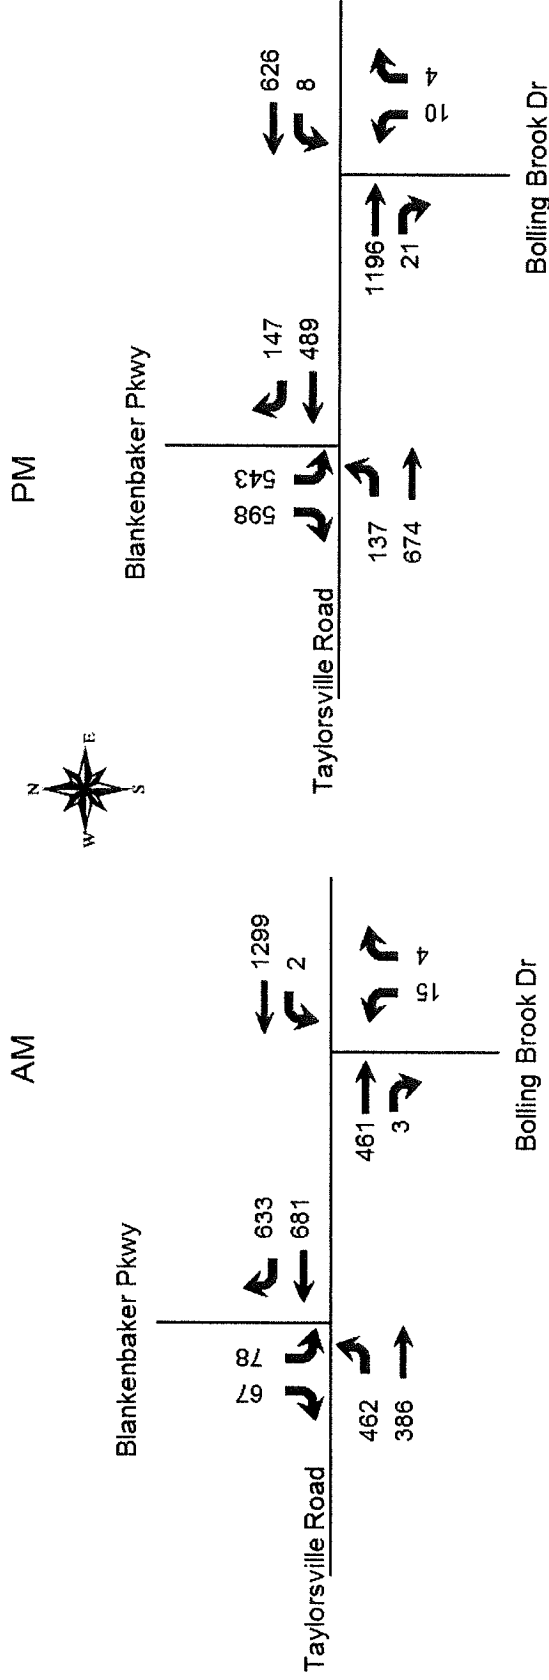 AM
Blankenbaker Pkwy
67
78
633
681
1299
2
Taylorsville Road
462
386
461
3
15
4
Bolling Brook Dr
N
W
E
S
PM
Blankenbaker Pkwy
598
543
147
489
626
8
Taylorsville Road
137
674
1196
21
10
4
Bolling Brook Dr